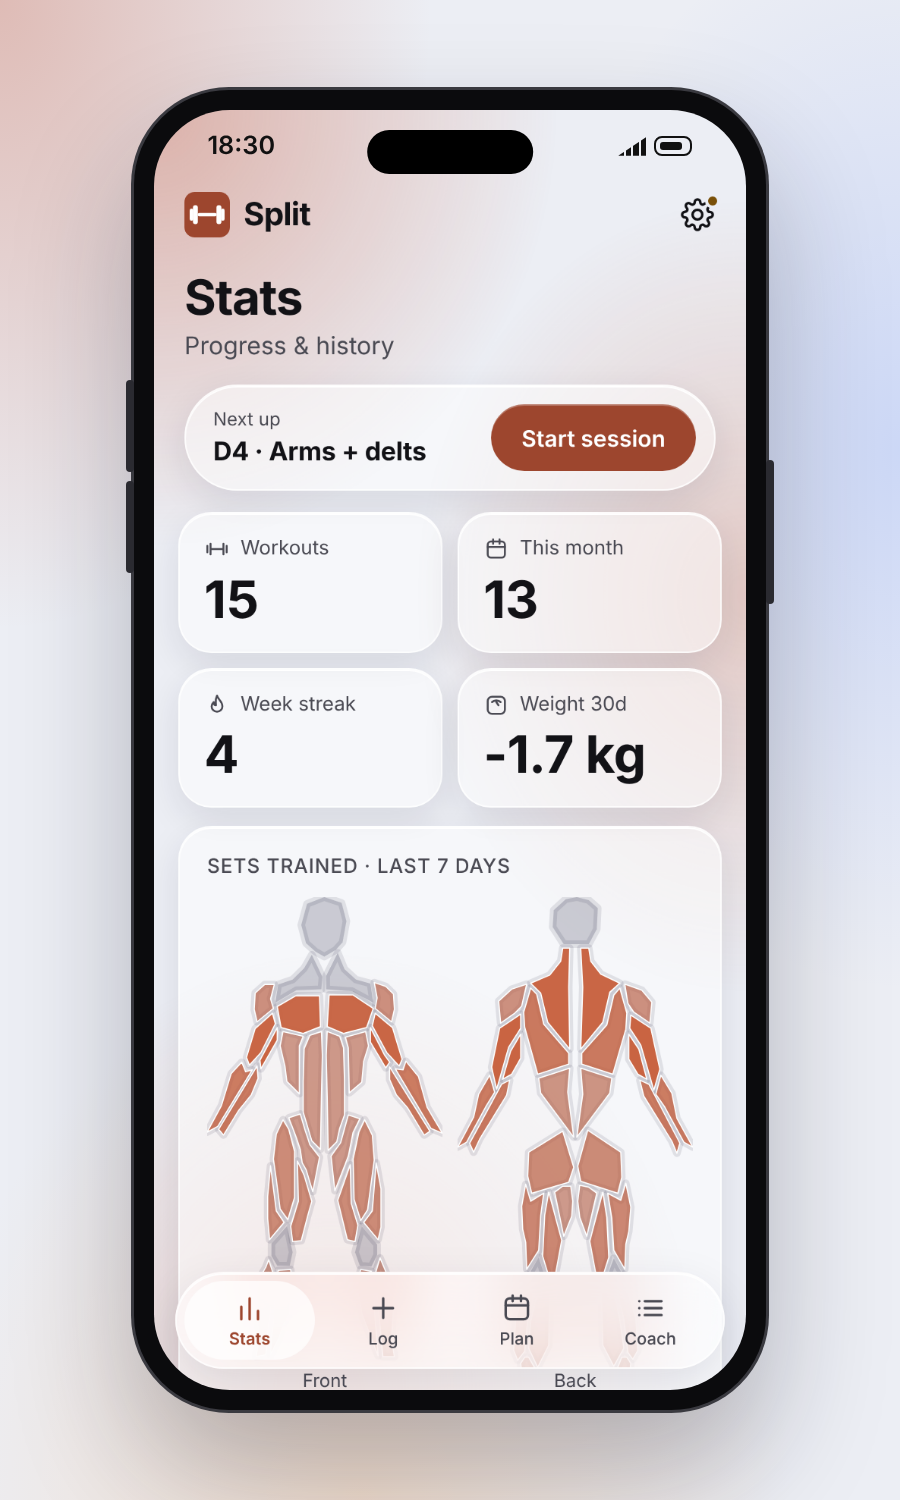 18:30
Split
Stats
Progress & history
Next up
D4 · Arms + delts
Start session
Workouts
15
This month
13
Week streak
4
Weight 30d
-1.7 kg
SETS TRAINED · LAST 7 DAYS
Stats
Log
Plan
Coach
Front
Back